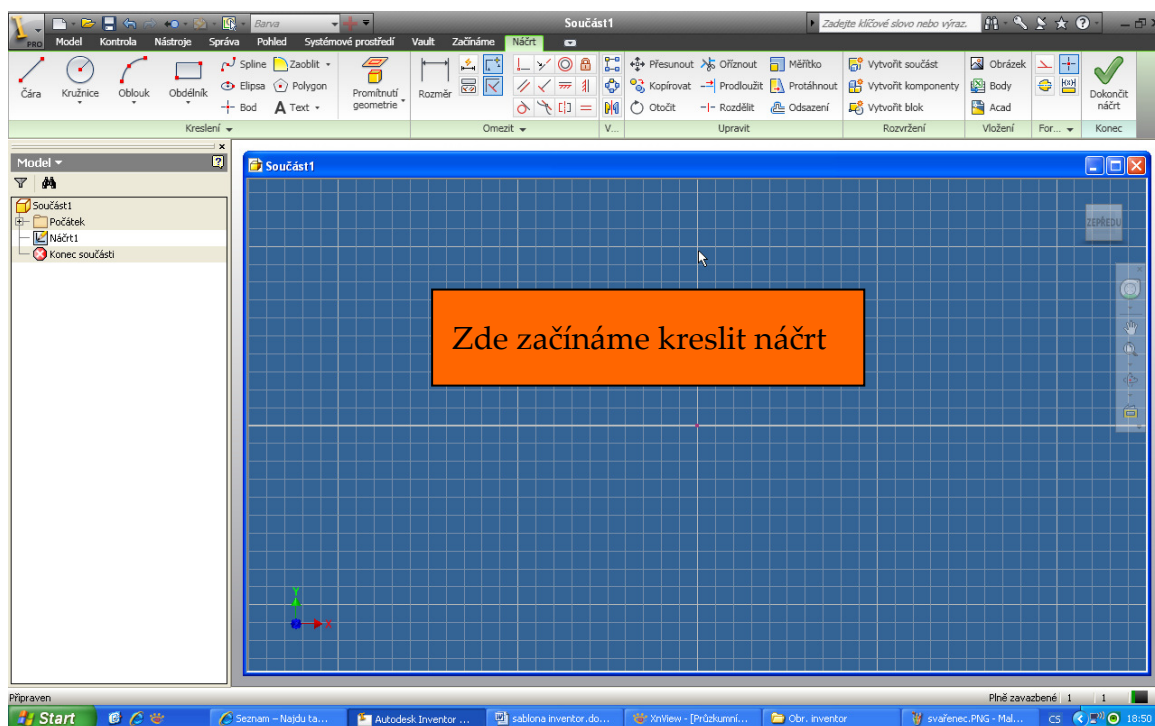 Barva
Součást1
Zadejte klíčové slovo nebo výraz.
PRO
Model Kontrola Nástroje Správa Pohled Systémové prostředí Vault Začínáme Náčrt
Spline Zaoblit Přesunout Oříznout Měřítko Vytvořit součást Obrázek
Čára Kružnice Oblouk Obdélník Elipsa Polygon Promítnutí geometrie Rozměr Kopírovat Prodloužit Protáhnout Vytvořit komponenty Body Dokončit náčrt
Bod A Text Otočit Rozdělit Odsazení Vytvořit blok Acad
Kreslení Omezit V... Upravit Rozvržení Vložení For... Konec
Model
Součást1
Součást1
Počátek
Náčrt1
Konec součásti
ZEPŘEDU
Zde začínáme kreslit náčrt
Y
X
Připraven
Plně zavazbené 1 1
Start
Seznam – Najdu ta...
Autodesk Inventor ...
sablona inventor.do...
XnView - [Průzkumní...
Obr. inventor
svařenec.PNG - Mal...
CS
18:50